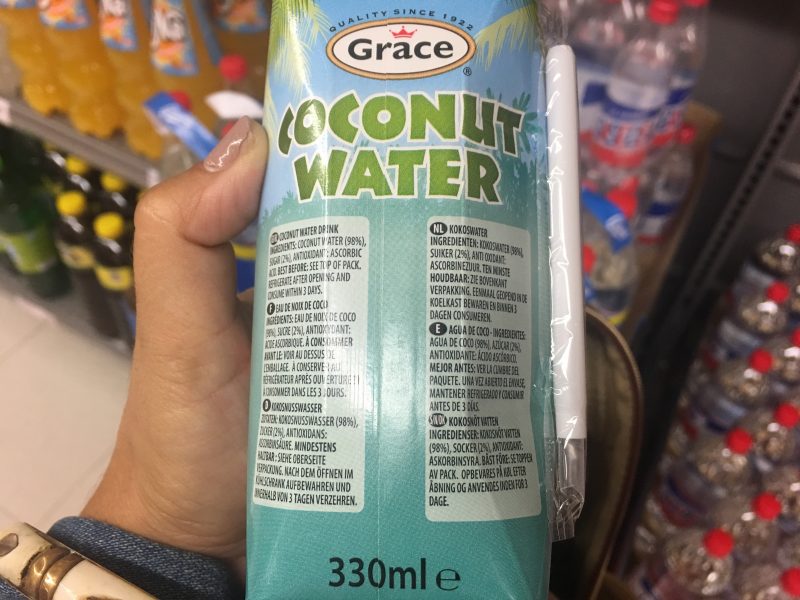 QUALITY SINCE 1922
Grace
®
COCONUT
WATER
COCONUT WATER DRINK
INGREDIENTS: COCONUT WATER (98%),
SUGAR (2%), ANTIOXIDANT: ASCORBIC
ACID. BEST BEFORE: SEE TOP OF PACK.
REFRIGERATE AFTER OPENING AND
CONSUME WITHIN 3 DAYS.
F EAU DE NOIX DE COCO
INGRÉDIENTS: EAU DE NOIX DE COCO
(98%), SUCRE (2%), ANTIOXYDANT:
ACIDE ASCORBIQUE. À CONSOMMER
AVANT LE VOIR AU DESSUS DE
L'EMBALLAGE. À CONSERVER AU
RÉFRIGÉRATEUR APRÈS OUVERTURE ET
CONSOMMER DANS LES 3 JOURS.
D KOKOSNUSSWASSER
ZUTATEN: KOKOSNUSSWASSER (98%),
ZUCKER (2%), ANTIOXIDANS:
ASCORBINSÄURE. MINDESTENS
HALTBAR: SIEHE OBERSEITE
VERPACKUNG. NACH DEM ÖFFNEN IM
KÜHLSCHRANK AUFBEWAHREN UND
INNERHALB VON 3 TAGEN VERZEHREN.
NL KOKOSWATER
INGREDIENTEN: KOKOSWATER (98%),
SUIKER (2%), ANTI OXIDANT:
ASCORBINEZUUR. TEN MINSTE
HOUDBAAR: ZIE BOVENKANT
VERPAKKING. EENMAAL GEOPEND IN DE
KOELKAST BEWAREN EN BINNEN 3
DAGEN CONSUMEREN.
E AGUA DE COCO - INGREDIENTES:
AGUA DE COCO (98%), AZÚCAR (2%),
ANTIOXIDANTE: ÁCIDO ASCÓRBICO.
MEJOR ANTES: VER LA CUMBRE DEL
PAQUETE. UNA VEZ ABIERTO EL ENVASE,
MANTENER REFRIGERADO Y CONSUMIR
ANTES DE 3 DÍAS.
KOKOSNÖT VATTEN
INGREDIENSER: KOKOSNÖT VATTEN
(98%), SOCKER (2%), ANTIOXIDANT:
ASKORBINSYRA. BÄST FÖRE: SE TOPPEN
AV PACK. OPBEVARES PÅ KØL EFTER
ÅBNING OG ANVENDES INDEN FOR 3
DAGE.
330ml e